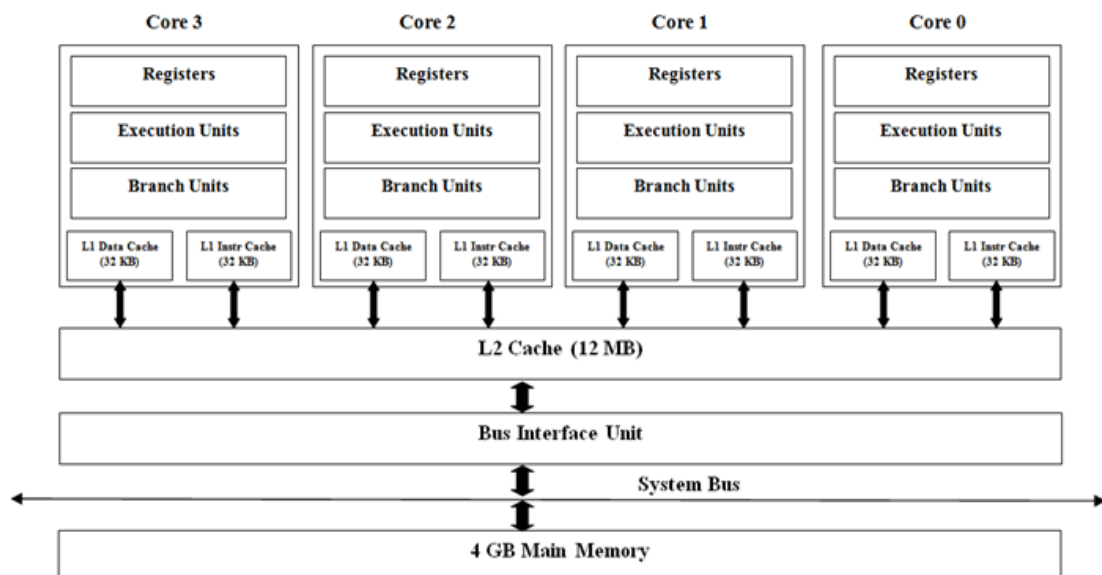 Core 3
Core 2
Core 1
Core 0
Registers
Registers
Registers
Registers
Execution Units
Execution Units
Execution Units
Execution Units
Branch Units
Branch Units
Branch Units
Branch Units
L1 Data Cache
(32 KB)
L1 Instr Cache
(32 KB)
L1 Data Cache
(32 KB)
L1 Instr Cache
(32 KB)
L1 Data Cache
(32 KB)
L1 Instr Cache
(32 KB)
L1 Data Cache
(32 KB)
L1 Instr Cache
(32 KB)
L2 Cache (12 MB)
Bus Interface Unit
System Bus
4 GB Main Memory